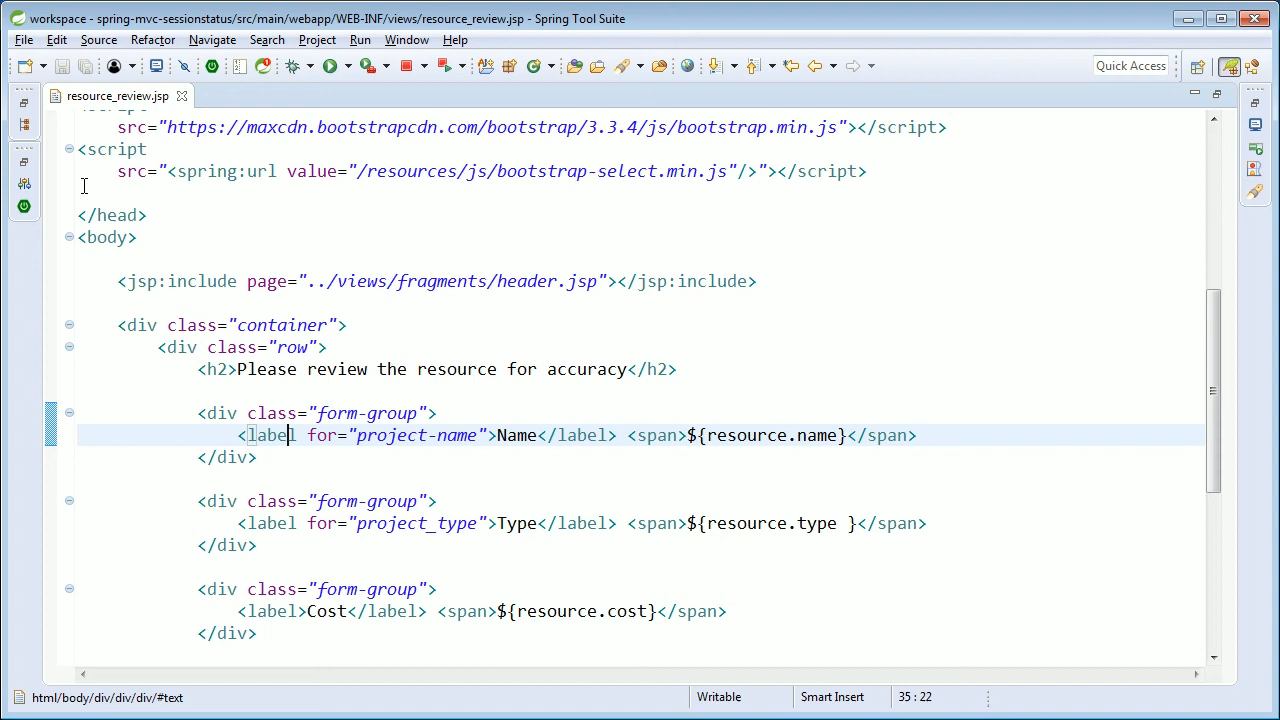 workspace - spring-mvc-sessionstatus/src/main/webapp/WEB-INF/views/resource_review.jsp - Spring Tool Suite
File Edit Source Refactor Navigate Search Project Run Window Help
Quick Access
resource_review.jsp
<script
src="https://maxcdn.bootstrapcdn.com/bootstrap/3.3.4/js/bootstrap.min.js"></script>
<script
src="<spring:url value="/resources/js/bootstrap-select.min.js"/>"></script>
</head>
<body>
<jsp:include page="../views/fragments/header.jsp"></jsp:include>
<div class="container">
<div class="row">
<h2>Please review the resource for accuracy</h2>
<div class="form-group">
<label for="project-name">Name</label> <span>${resource.name}</span>
</div>
<div class="form-group">
<label for="project_type">Type</label> <span>${resource.type }</span>
</div>
<div class="form-group">
<label>Cost</label> <span>${resource.cost}</span>
</div>
html/body/div/div/div/#text Writable Smart Insert 35 : 22